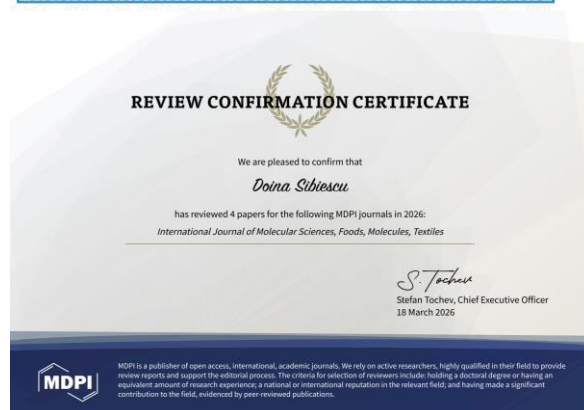 REVIEW CONFIRMATION CERTIFICATE
We are pleased to confirm that
Doina Sibiescu
has reviewed 4 papers for the following MDPI journals in 2026:
International Journal of Molecular Sciences, Foods, Molecules, Textiles
S. Tochev
Stefan Tochev, Chief Executive Officer
18 March 2026
MDPI
MDPI is a publisher of open access, international, academic journals. We rely on active researchers, highly qualified in their field to provide
review reports and support the editorial process. The criteria for selection of reviewers include: holding a doctoral degree or having an
equivalent amount of research experience; a national or international reputation in the relevant field; and having made a significant
contribution to the field, evidenced by peer-reviewed publications.